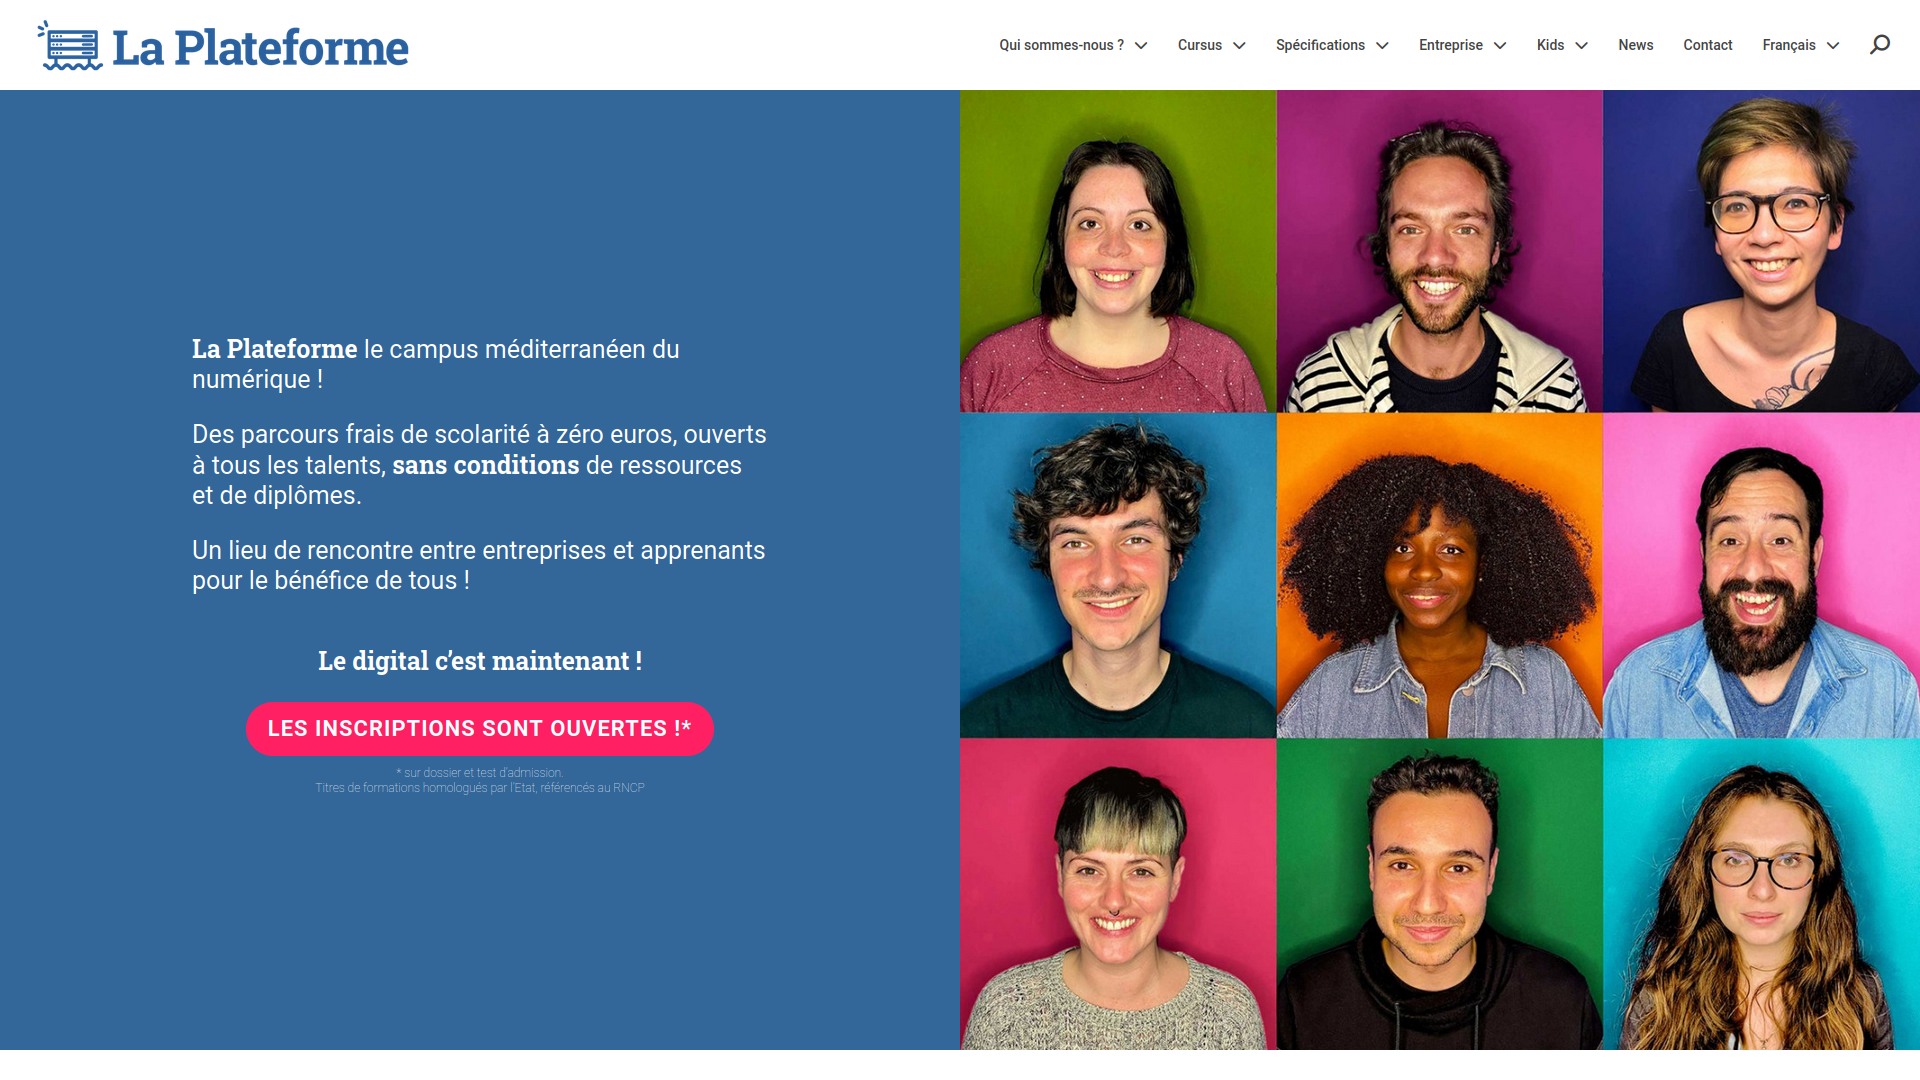 La Plateforme
Qui sommes-nous ?
Cursus
Spécifications
Entreprise
Kids
News
Contact
Français
La Plateforme le campus méditerranéen du
numérique !
Des parcours frais de scolarité à zéro euros, ouverts
à tous les talents, sans conditions de ressources
et de diplômes.
Un lieu de rencontre entre entreprises et apprenants
pour le bénéfice de tous !
Le digital c’est maintenant !
LES INSCRIPTIONS SONT OUVERTES !*
* sur dossier et test d’admission.
Titres de formations homologués par l’Etat, référencés au RNCP